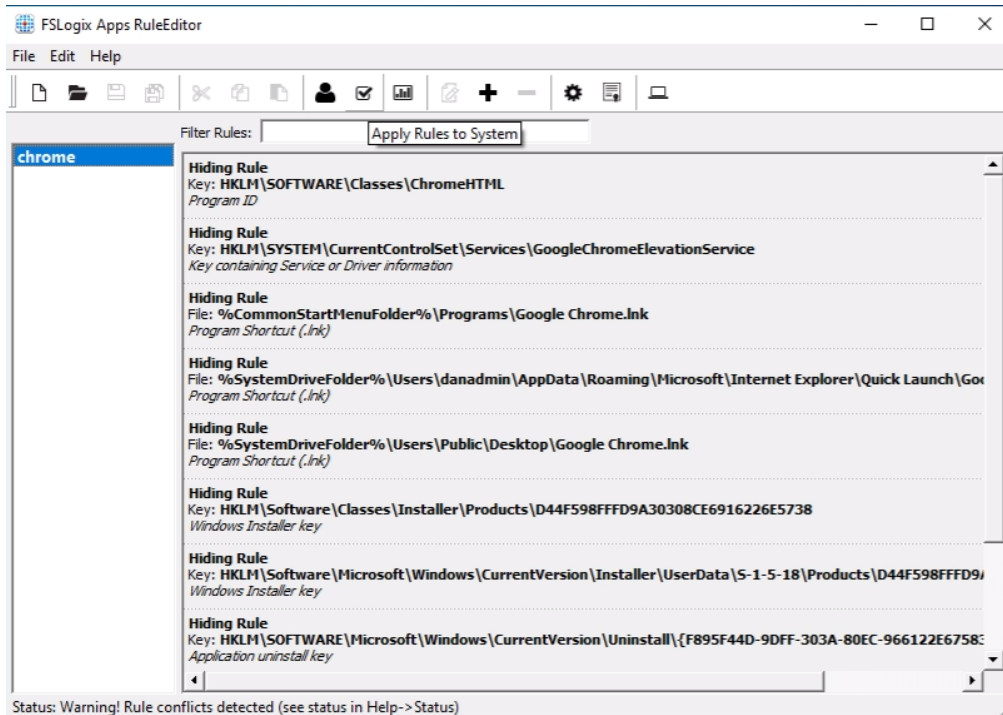 FSLogix Apps RuleEditor
File Edit Help
Filter Rules:
Apply Rules to System
chrome
Hiding Rule
Key: HKLM\SOFTWARE\Classes\ChromeHTML
Program ID
Hiding Rule
Key: HKLM\SYSTEM\CurrentControlSet\Services\GoogleChromeElevationService
Key containing Service or Driver information
Hiding Rule
File: %CommonStartMenuFolder%\Programs\Google Chrome.lnk
Program Shortcut (.lnk)
Hiding Rule
File: %SystemDriveFolder%\Users\danadmin\AppData\Roaming\Microsoft\Internet Explorer\Quick Launch\Goo
Program Shortcut (.lnk)
Hiding Rule
File: %SystemDriveFolder%\Users\Public\Desktop\Google Chrome.lnk
Program Shortcut (.lnk)
Hiding Rule
Key: HKLM\Software\Classes\Installer\Products\D44F598FFFD9A30308CE6916226E5738
Windows Installer key
Hiding Rule
Key: HKLM\Software\Microsoft\Windows\CurrentVersion\Installer\UserData\S-1-5-18\Products\D44F598FFFD9A
Windows Installer key
Hiding Rule
Key: HKLM\SOFTWARE\Microsoft\Windows\CurrentVersion\Uninstall\{F895F44D-9DFF-303A-80EC-966122E67583
Application uninstall key
Status: Warning! Rule conflicts detected (see status in Help->Status)